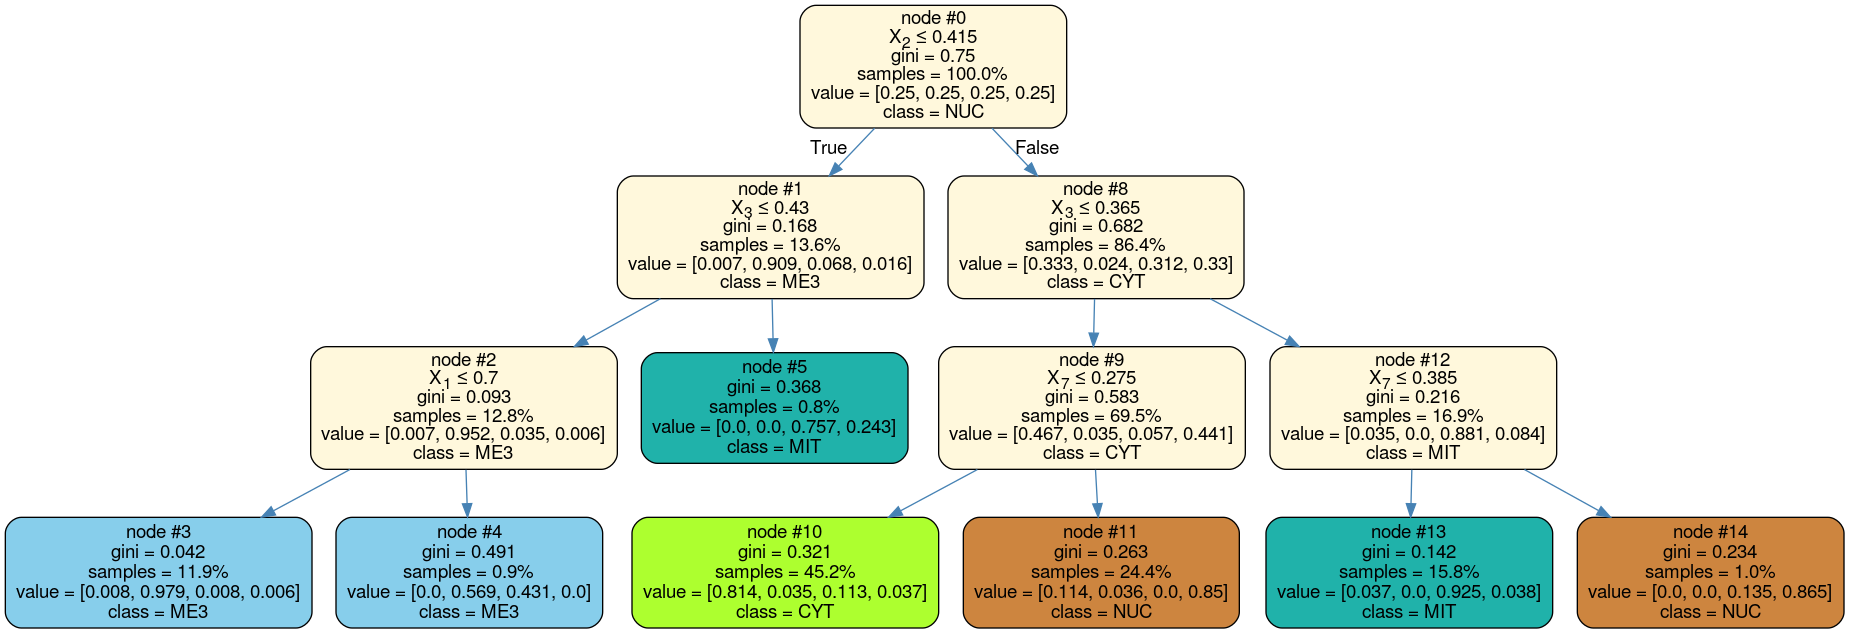 node #0
X2 ≤ 0.415
gini = 0.75
samples = 100.0%
value = [0.25, 0.25, 0.25, 0.25]
class = NUC
True
False
node #1
X3 ≤ 0.43
gini = 0.168
samples = 13.6%
value = [0.007, 0.909, 0.068, 0.016]
class = ME3
node #8
X3 ≤ 0.365
gini = 0.682
samples = 86.4%
value = [0.333, 0.024, 0.312, 0.33]
class = CYT
node #2
X1 ≤ 0.7
gini = 0.093
samples = 12.8%
value = [0.007, 0.952, 0.035, 0.006]
class = ME3
node #5
gini = 0.368
samples = 0.8%
value = [0.0, 0.0, 0.757, 0.243]
class = MIT
node #9
X7 ≤ 0.275
gini = 0.583
samples = 69.5%
value = [0.467, 0.035, 0.057, 0.441]
class = CYT
node #12
X7 ≤ 0.385
gini = 0.216
samples = 16.9%
value = [0.035, 0.0, 0.881, 0.084]
class = MIT
node #3
gini = 0.042
samples = 11.9%
value = [0.008, 0.979, 0.008, 0.006]
class = ME3
node #4
gini = 0.491
samples = 0.9%
value = [0.0, 0.569, 0.431, 0.0]
class = ME3
node #10
gini = 0.321
samples = 45.2%
value = [0.814, 0.035, 0.113, 0.037]
class = CYT
node #11
gini = 0.263
samples = 24.4%
value = [0.114, 0.036, 0.0, 0.85]
class = NUC
node #13
gini = 0.142
samples = 15.8%
value = [0.037, 0.0, 0.925, 0.038]
class = MIT
node #14
gini = 0.234
samples = 1.0%
value = [0.0, 0.0, 0.135, 0.865]
class = NUC